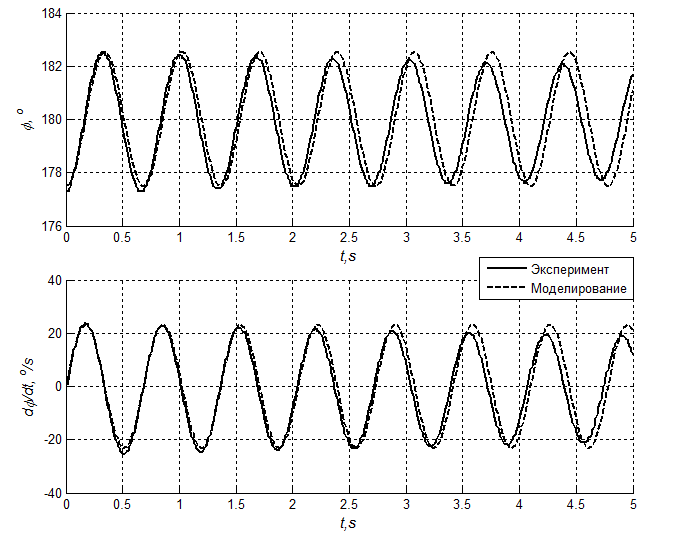 184
182
180
178
176
ϕ, o
0 0.5 1 1.5 2 2.5 3 3.5 4 4.5 5
t,s
Эксперимент
Моделирование
40
20
0
-20
-40
dϕ/dt, o/s
0 0.5 1 1.5 2 2.5 3 3.5 4 4.5 5
t,s